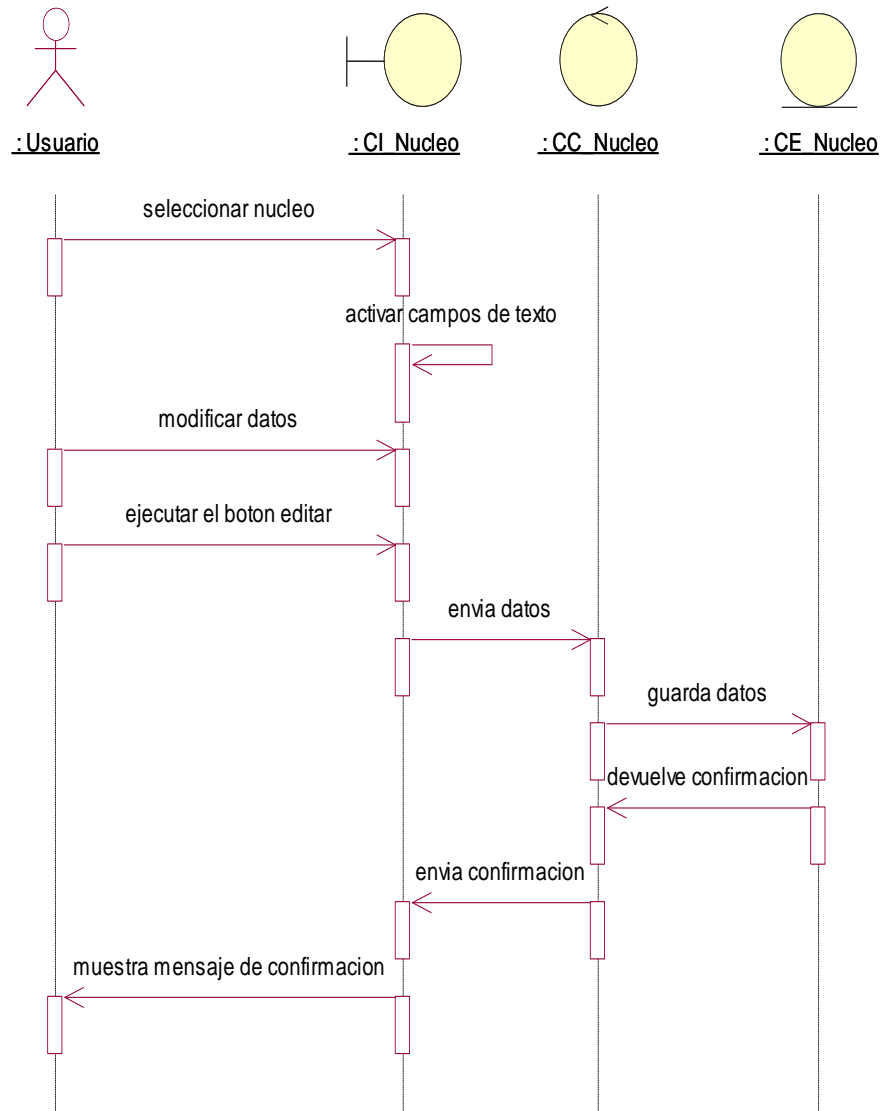 : Usuario
: CI_Nucleo
: CC_Nucleo
: CE_Nucleo
seleccionar nucleo
activar campos de texto
modificar datos
ejecutar el boton editar
envia datos
guarda datos
devuelve confirmacion
envia confirmacion
muestra mensaje de confirmacion